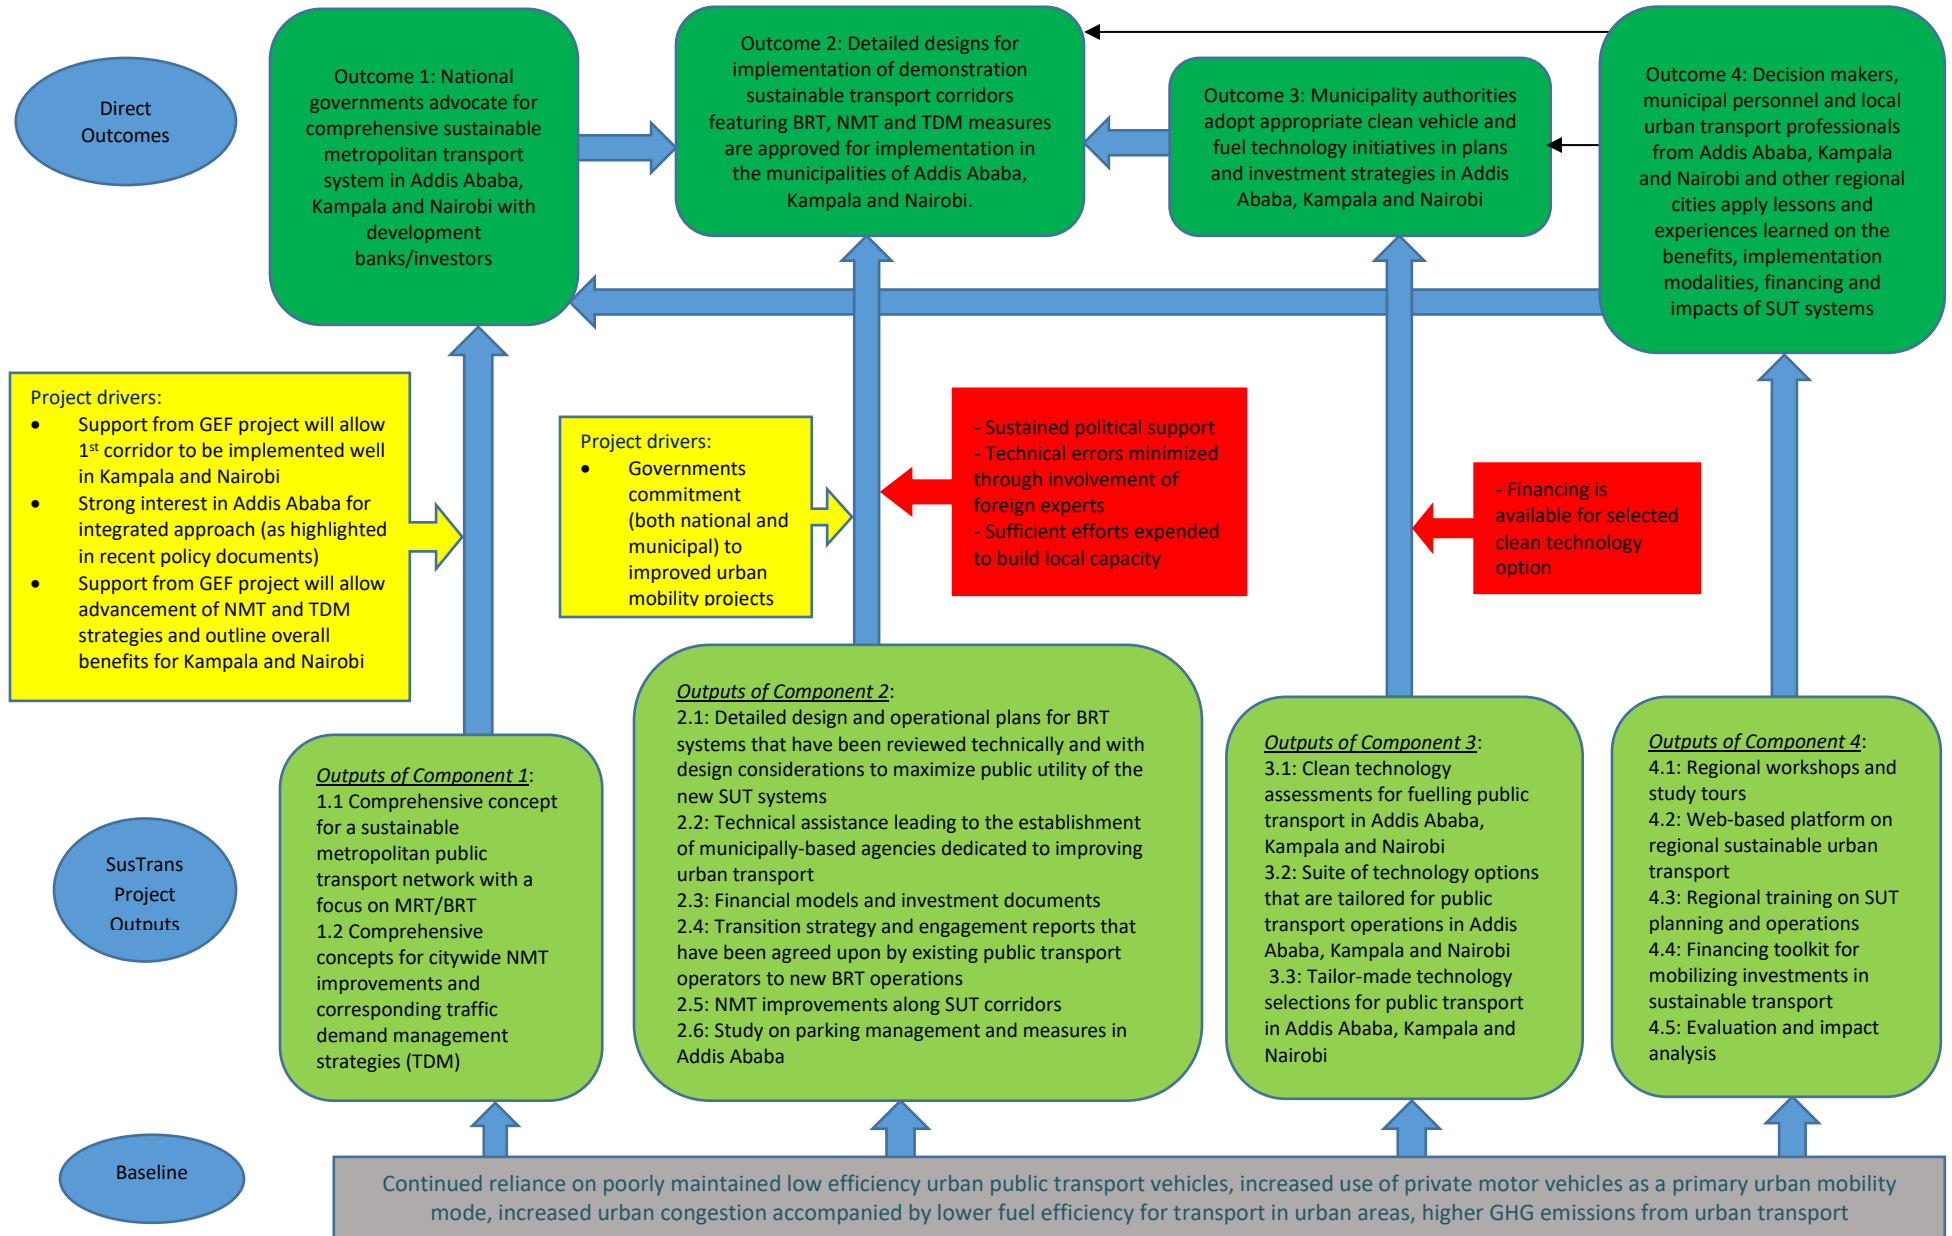 Direct
Outcomes
Outcome 1: National
governments advocate for
comprehensive sustainable
metropolitan transport
system in Addis Ababa,
Kampala and Nairobi with
development
banks/investors
Outcome 2: Detailed designs for
implementation of demonstration
sustainable transport corridors
featuring BRT, NMT and TDM measures
are approved for implementation in
the municipalities of Addis Ababa,
Kampala and Nairobi.
Outcome 3: Municipality authorities
adopt appropriate clean vehicle and
fuel technology initiatives in plans
and investment strategies in Addis
Ababa, Kampala and Nairobi
Outcome 4: Decision makers,
municipal personnel and local
urban transport professionals
from Addis Ababa, Kampala
and Nairobi and other regional
cities apply lessons and
experiences learned on the
benefits, implementation
modalities, financing and
impacts of SUT systems
Project drivers:
• Support from GEF project will allow
1st corridor to be implemented well
in Kampala and Nairobi
• Strong interest in Addis Ababa for
integrated approach (as highlighted
in recent policy documents)
• Support from GEF project will allow
advancement of NMT and TDM
strategies and outline overall
benefits for Kampala and Nairobi
Project drivers:
• Governments
commitment
(both national and
municipal) to
improved urban
mobility projects
- Sustained political support
- Technical errors minimized
through involvement of
foreign experts
- Sufficient efforts expended
to build local capacity
- Financing is
available for selected
clean technology
option
SusTrans
Project
Outputs
Outputs of Component 1:
1.1 Comprehensive concept
for a sustainable
metropolitan public
transport network with a
focus on MRT/BRT
1.2 Comprehensive
concepts for citywide NMT
improvements and
corresponding traffic
demand management
strategies (TDM)
Outputs of Component 2:
2.1: Detailed design and operational plans for BRT
systems that have been reviewed technically and with
design considerations to maximize public utility of the
new SUT systems
2.2: Technical assistance leading to the establishment
of municipally-based agencies dedicated to improving
urban transport
2.3: Financial models and investment documents
2.4: Transition strategy and engagement reports that
have been agreed upon by existing public transport
operators to new BRT operations
2.5: NMT improvements along SUT corridors
2.6: Study on parking management and measures in
Addis Ababa
Outputs of Component 3:
3.1: Clean technology
assessments for fuelling public
transport in Addis Ababa,
Kampala and Nairobi
3.2: Suite of technology options
that are tailored for public
transport operations in Addis
Ababa, Kampala and Nairobi
3.3: Tailor-made technology
selections for public transport
in Addis Ababa, Kampala and
Nairobi
Outputs of Component 4:
4.1: Regional workshops and
study tours
4.2: Web-based platform on
regional sustainable urban
transport
4.3: Regional training on SUT
planning and operations
4.4: Financing toolkit for
mobilizing investments in
sustainable transport
4.5: Evaluation and impact
analysis
Baseline
Continued reliance on poorly maintained low efficiency urban public transport vehicles, increased use of private motor vehicles as a primary urban mobility
mode, increased urban congestion accompanied by lower fuel efficiency for transport in urban areas, higher GHG emissions from urban transport